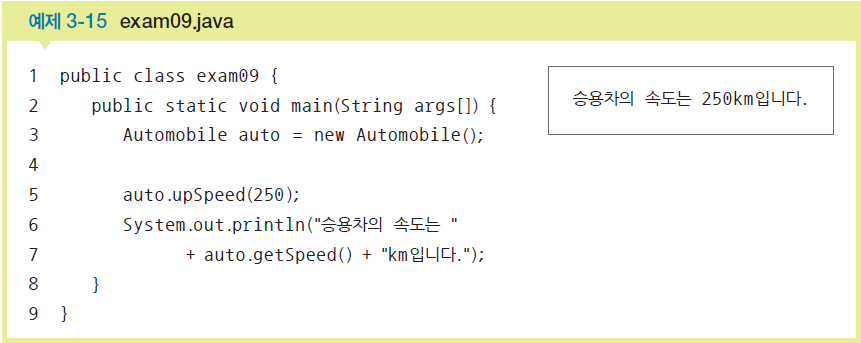 예제 3-15 exam09.java
1 public class exam09 {
2 public static void main(String args[]) {
3 Automobile auto = new Automobile();
4
5 auto.upSpeed(250);
6 System.out.println("승용차의 속도는 "
7 + auto.getSpeed() + "km입니다.");
8 }
9 }
승용차의 속도는 250km입니다.